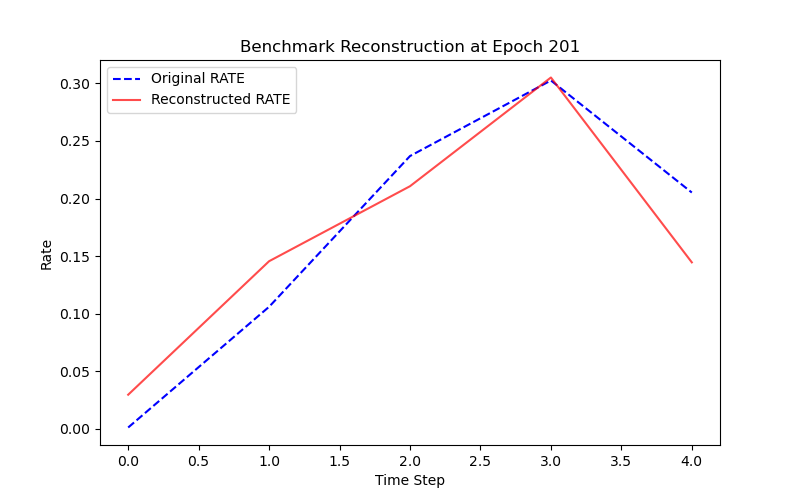 Benchmark Reconstruction at Epoch 201
Original RATE
Reconstructed RATE
Rate
0.30
0.25
0.20
0.15
0.10
0.05
0.00
0.0 0.5 1.0 1.5 2.0 2.5 3.0 3.5 4.0
Time Step